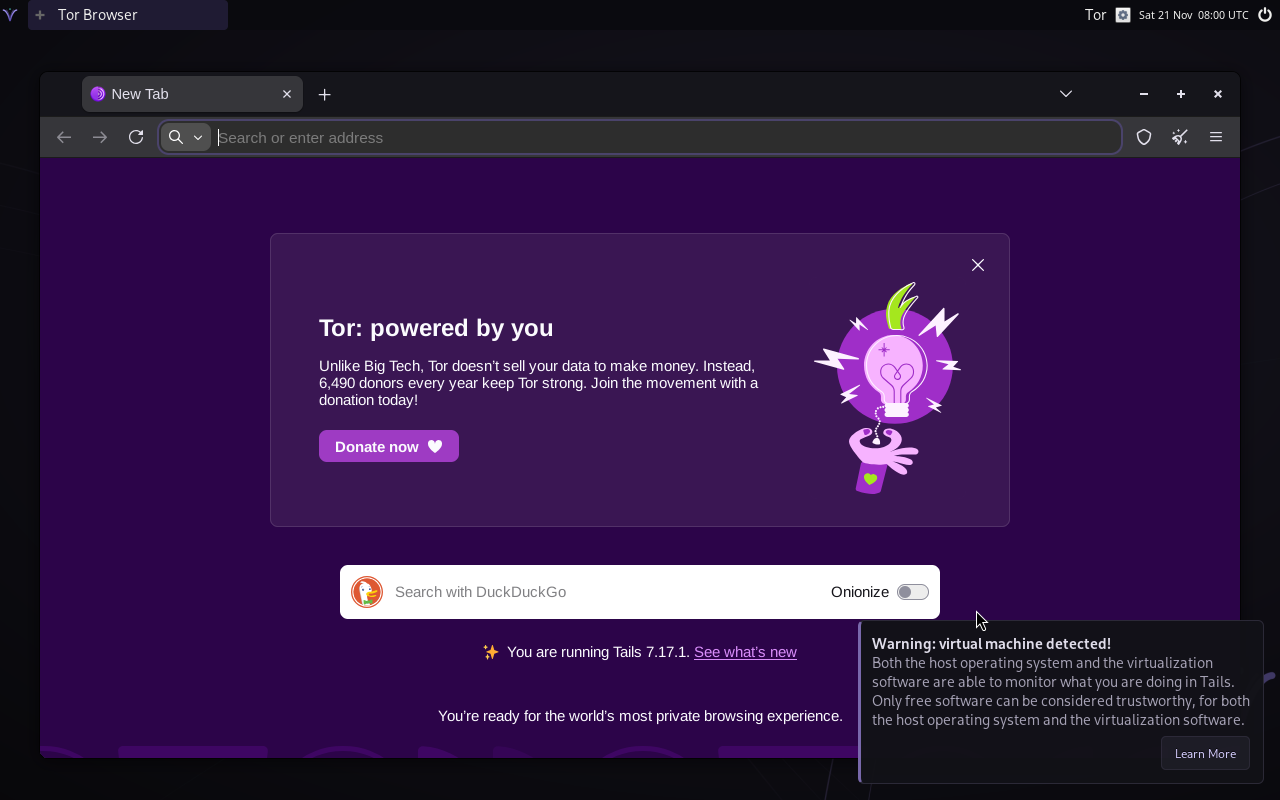 Tor Browser
Tor
Sat 21 Nov 08:00 UTC
New Tab
Search or enter address
Tor: powered by you
Unlike Big Tech, Tor doesn’t sell your data to make money. Instead,
6,490 donors every year keep Tor strong. Join the movement with a
donation today!
Donate now
Search with DuckDuckGo
Onionize
You are running Tails 7.17.1. See what’s new
You’re ready for the world’s most private browsing experience.
Warning: virtual machine detected!
Both the host operating system and the virtualization
software are able to monitor what you are doing in Tails.
Only free software can be considered trustworthy, for both
the host operating system and the virtualization software.
Learn More